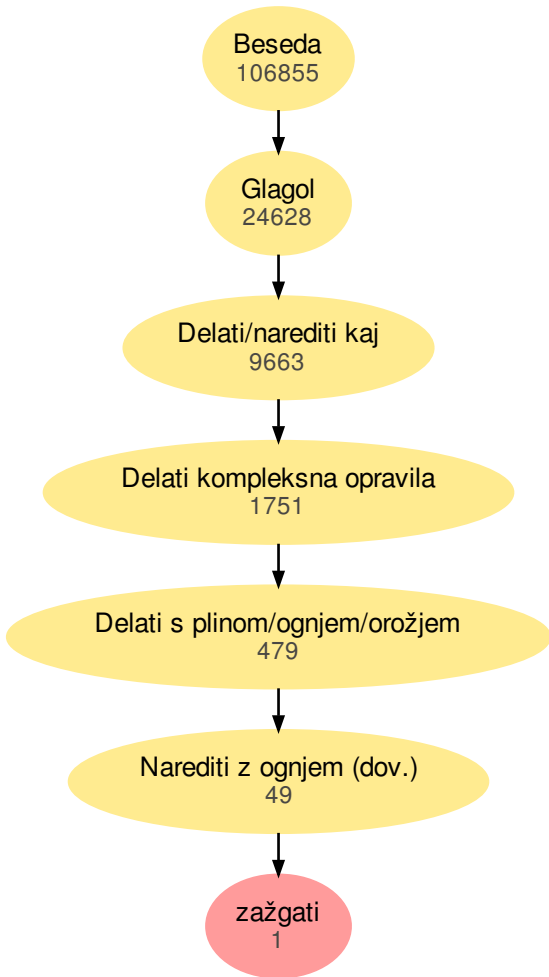 Beseda
106855
Glagol
24628
Delati/narediti kaj
9663
Delati kompleksna opravila
1751
Delati s plinom/ognjem/orožjem
479
Narediti z ognjem (dov.)
49
zažgati
1